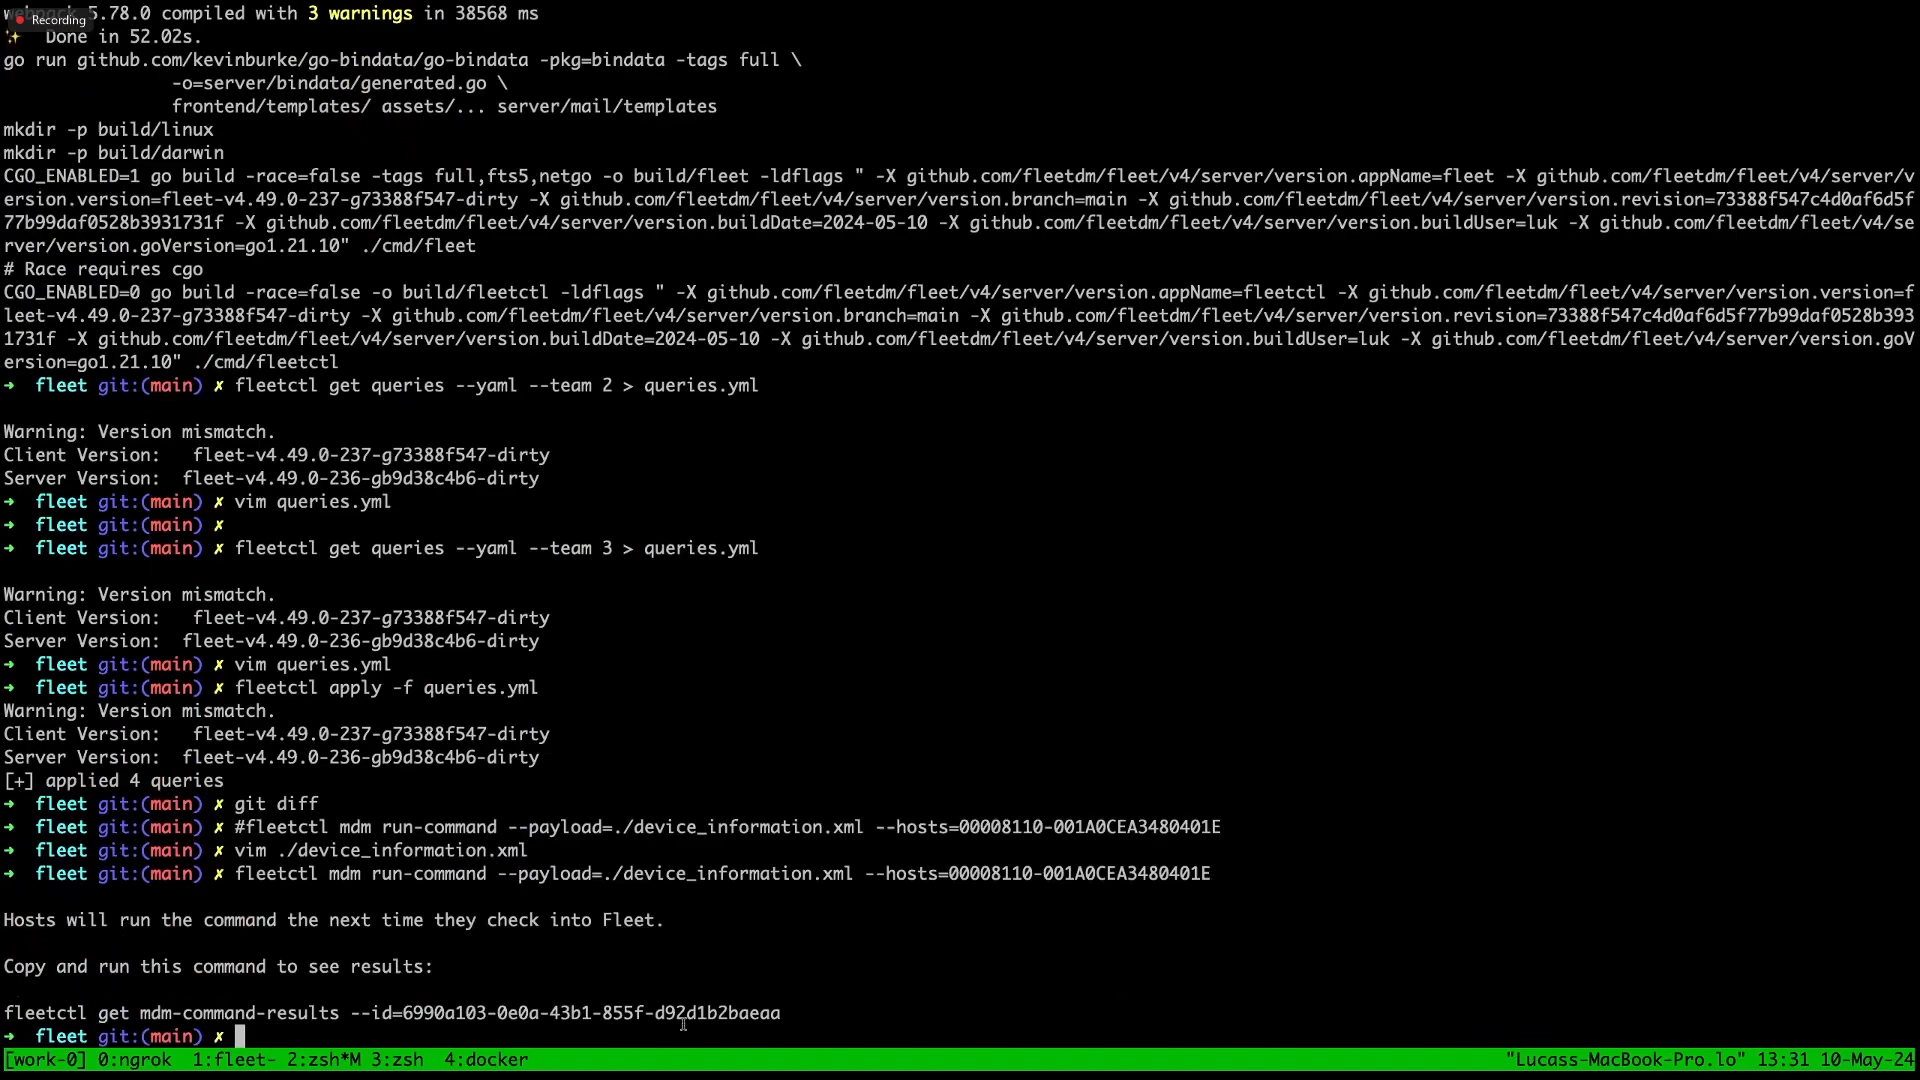 5.78.0 compiled with 3 warnings in 38568 ms
Recording
✨  Done in 52.02s.
go run github.com/kevinburke/go-bindata/go-bindata -pkg=bindata -tags full \
                -o=server/bindata/generated.go \
                frontend/templates/ assets/... server/mail/templates
mkdir -p build/linux
mkdir -p build/darwin
CGO_ENABLED=1 go build -race=false -tags full,fts5,netgo -o build/fleet -ldflags " -X github.com/fleetdm/fleet/v4/server/version.appName=fleet -X github.com/fleetdm/fleet/v4/server/v
ersion.version=fleet-v4.49.0-237-g73388f547-dirty -X github.com/fleetdm/fleet/v4/server/version.branch=main -X github.com/fleetdm/fleet/v4/server/version.revision=73388f547c4d0af6d5f
77b99daf0528b3931731f -X github.com/fleetdm/fleet/v4/server/version.buildDate=2024-05-10 -X github.com/fleetdm/fleet/v4/server/version.buildUser=luk -X github.com/fleetdm/fleet/v4/se
rver/version.goVersion=go1.21.10" ./cmd/fleet
# Race requires cgo
CGO_ENABLED=0 go build -race=false -o build/fleetctl -ldflags " -X github.com/fleetdm/fleet/v4/server/version.appName=fleetctl -X github.com/fleetdm/fleet/v4/server/version.version=f
leet-v4.49.0-237-g73388f547-dirty -X github.com/fleetdm/fleet/v4/server/version.branch=main -X github.com/fleetdm/fleet/v4/server/version.revision=73388f547c4d0af6d5f77b99daf0528b393
1731f -X github.com/fleetdm/fleet/v4/server/version.buildDate=2024-05-10 -X github.com/fleetdm/fleet/v4/server/version.buildUser=luk -X github.com/fleetdm/fleet/v4/server/version.goV
ersion=go1.21.10" ./cmd/fleetctl
➜  fleet git:(main) ✗ fleetctl get queries --yaml --team 2 > queries.yml
Warning: Version mismatch.
Client Version:   fleet-v4.49.0-237-g73388f547-dirty
Server Version:  fleet-v4.49.0-236-gb9d38c4b6-dirty
➜  fleet git:(main) ✗ vim queries.yml
➜  fleet git:(main) ✗
➜  fleet git:(main) ✗ fleetctl get queries --yaml --team 3 > queries.yml
Warning: Version mismatch.
Client Version:   fleet-v4.49.0-237-g73388f547-dirty
Server Version:  fleet-v4.49.0-236-gb9d38c4b6-dirty
➜  fleet git:(main) ✗ vim queries.yml
➜  fleet git:(main) ✗ fleetctl apply -f queries.yml
Warning: Version mismatch.
Client Version:   fleet-v4.49.0-237-g73388f547-dirty
Server Version:  fleet-v4.49.0-236-gb9d38c4b6-dirty
[+] applied 4 queries
➜  fleet git:(main) ✗ git diff
➜  fleet git:(main) ✗ #fleetctl mdm run-command --payload=./device_information.xml --hosts=00008110-001A0CEA3480401E
➜  fleet git:(main) ✗ vim ./device_information.xml
➜  fleet git:(main) ✗ fleetctl mdm run-command --payload=./device_information.xml --hosts=00008110-001A0CEA3480401E
Hosts will run the command the next time they check into Fleet.
Copy and run this command to see results:
fleetctl get mdm-command-results --id=6990a103-0e0a-43b1-855f-d92d1b2baeaa
➜  fleet git:(main) ✗
[work-0] 0:ngrok  1:fleet- 2:zsh*M 3:zsh  4:docker "Lucass-MacBook-Pro.lo" 13:31 10-May-24